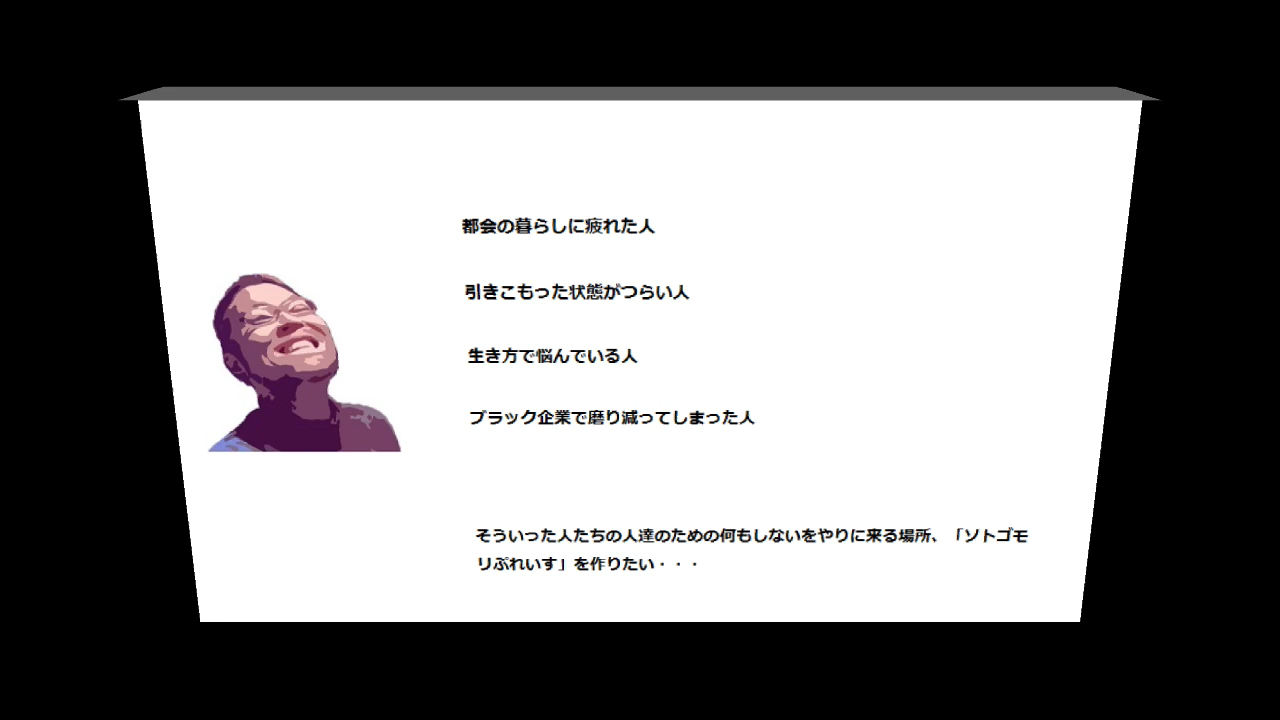 都会の暮らしに疲れた人
引きこもった状態がつらい人
生き方で悩んでいる人
ブラック企業で磨り減ってしまった人
そういった人たちの人達のための何もしないをやりに来る場所、「ソトゴモ
リぷれいす」を作りたい・・・